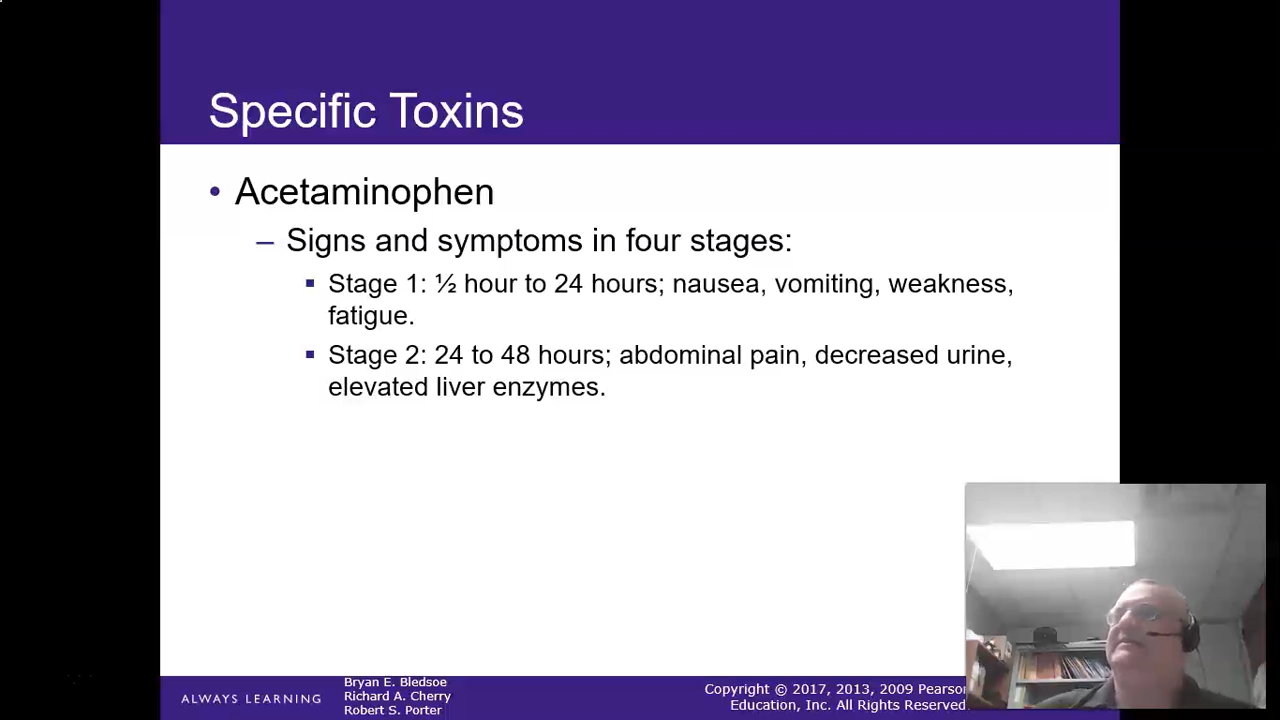 Specific Toxins
• Acetaminophen
– Signs and symptoms in four stages:
▪ Stage 1: ½ hour to 24 hours; nausea, vomiting, weakness,
fatigue.
▪ Stage 2: 24 to 48 hours; abdominal pain, decreased urine,
elevated liver enzymes.
ALWAYS LEARNING
Bryan E. Bledsoe
Richard A. Cherry
Robert S. Porter
Copyright © 2017, 2013, 2009 Pearson
Education, Inc. All Rights Reserved